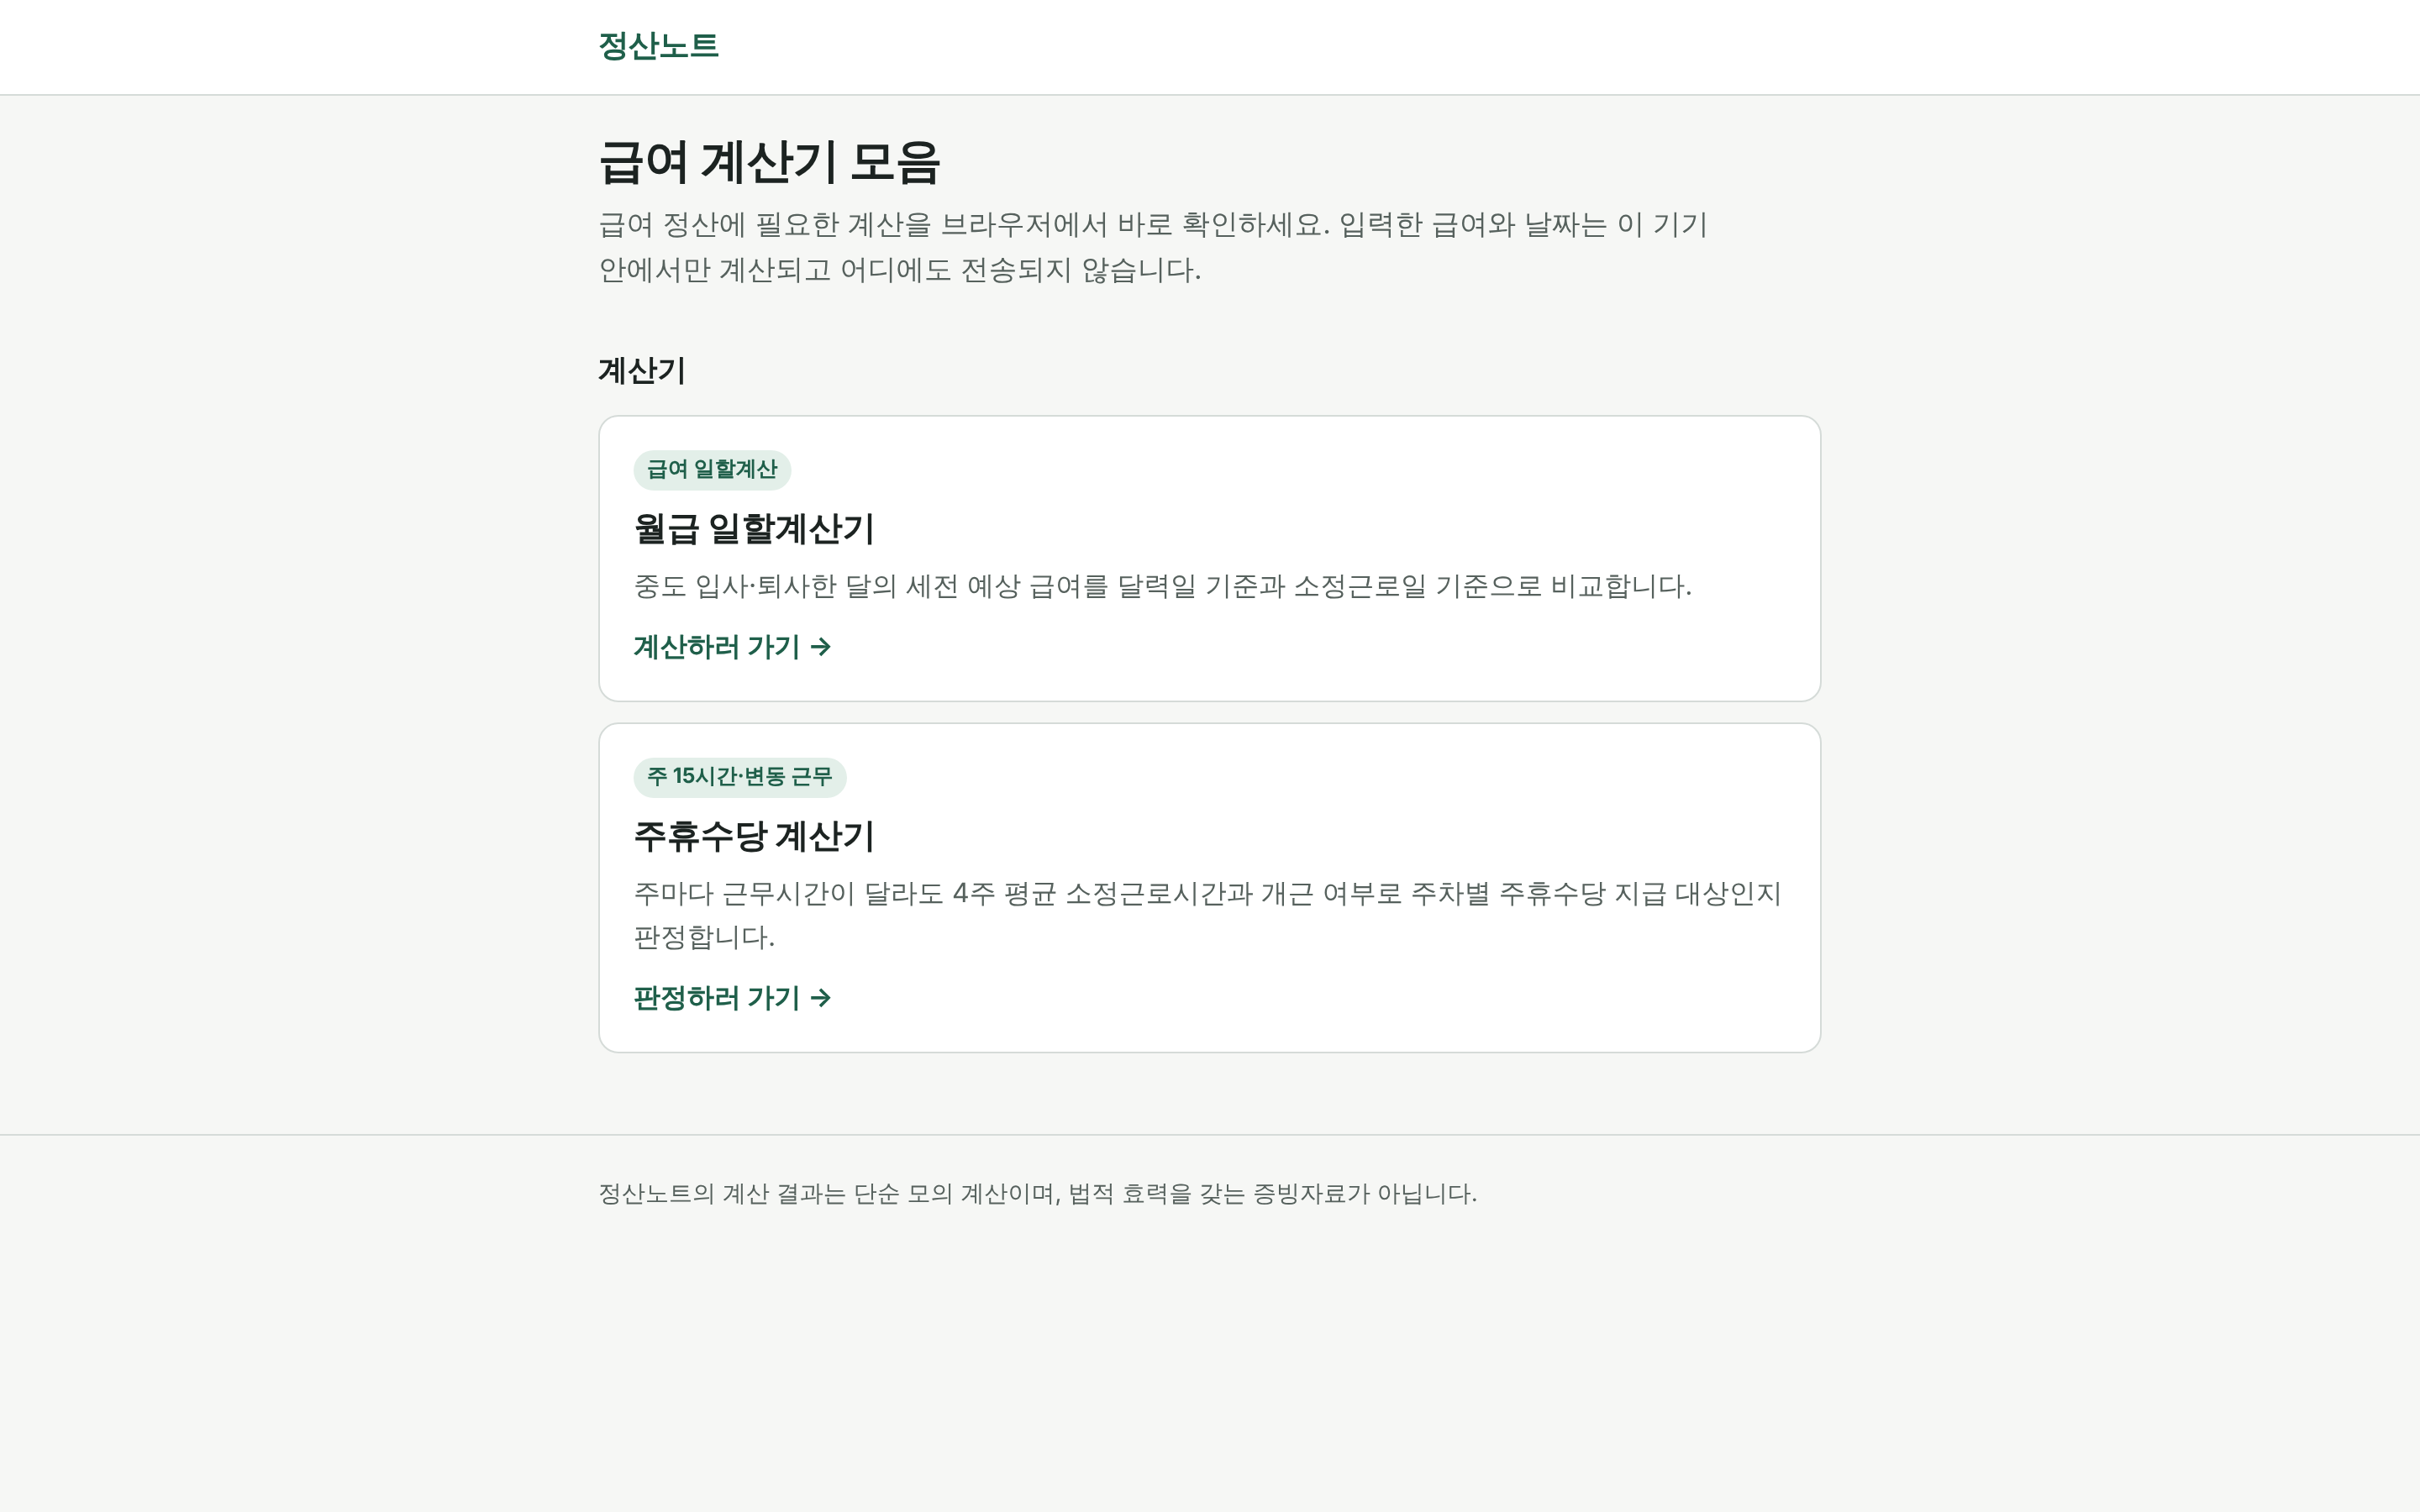 정산노트
급여 계산기 모음
급여 정산에 필요한 계산을 브라우저에서 바로 확인하세요. 입력한 급여와 날짜는 이 기기
안에서만 계산되고 어디에도 전송되지 않습니다.
계산기
급여 일할계산
월급 일할계산기
중도 입사·퇴사한 달의 세전 예상 급여를 달력일 기준과 소정근로일 기준으로 비교합니다.
계산하러 가기 →
주 15시간·변동 근무
주휴수당 계산기
주마다 근무시간이 달라도 4주 평균 소정근로시간과 개근 여부로 주차별 주휴수당 지급 대상인지
판정합니다.
판정하러 가기 →
정산노트의 계산 결과는 단순 모의 계산이며, 법적 효력을 갖는 증빙자료가 아닙니다.